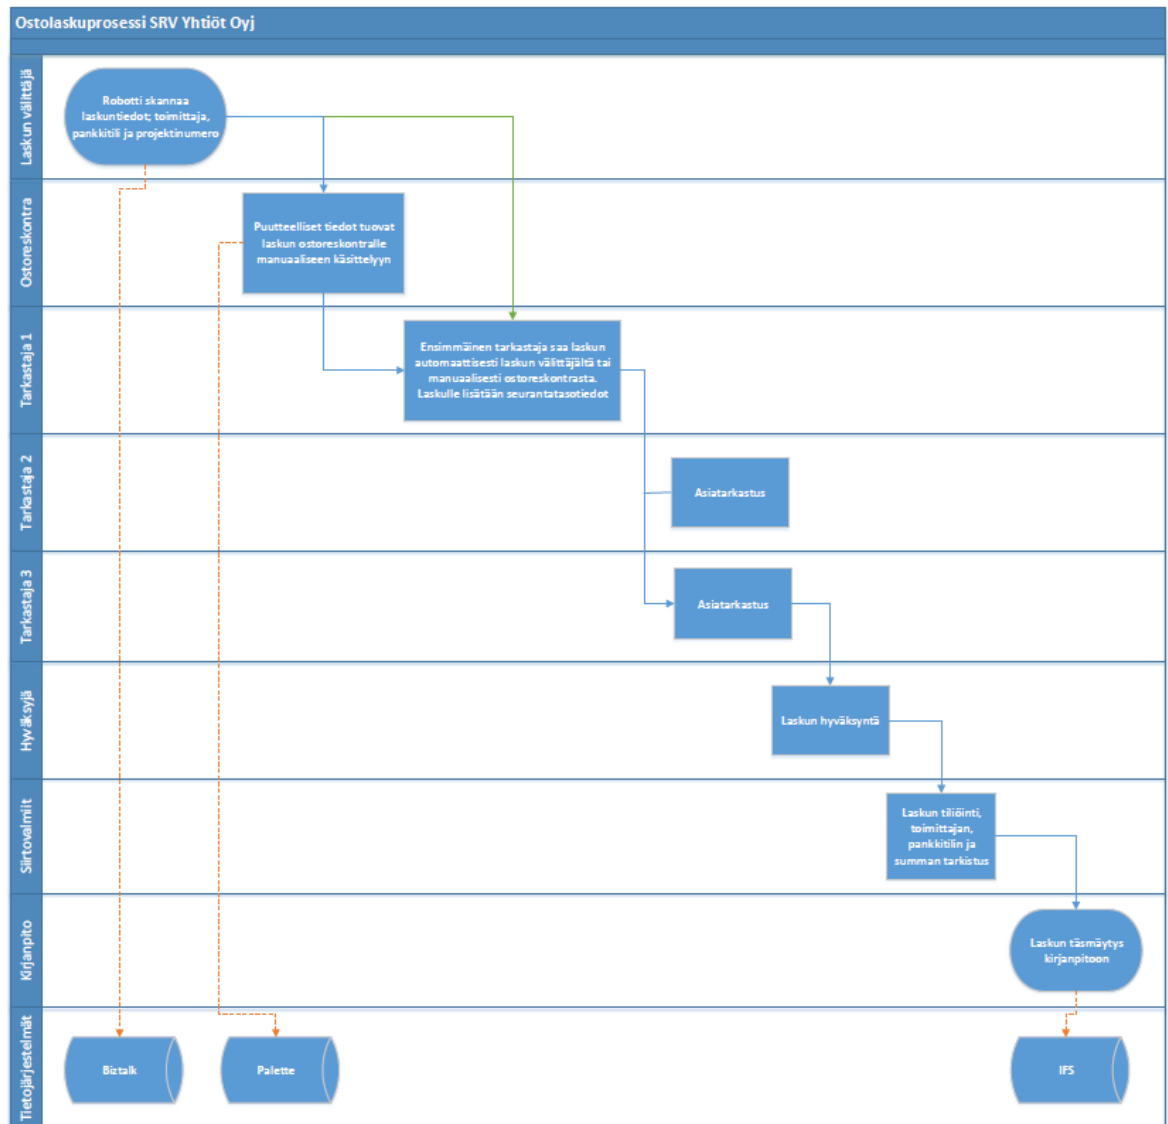 Ostolaskuprosessi SRV Yhtiöt Oyj
Laskun välittäjä
Robotti skannaa
laskuntiedot; toimittaja,
pankkitili ja projektinumero
Ostoreskontra
Puutteelliset tiedot tuovat
laskun ostoreskontralle
manuaaliseen käsittelyyn
Tarkastaja 1
Ensimmäinen tarkastaja saa laskun
automaattisesti laskun välittäjältä tai
manuaalisesti ostoreskontrasta.
Laskulle lisätään seurantatasotiedot
Tarkastaja 2
Asiatarkastus
Tarkastaja 3
Asiatarkastus
Hyväksyjä
Laskun hyväksyntä
Siirtovalmiit
Laskun tiliöinti,
toimittajan,
pankkitilin ja
summan tarkistus
Kirjanpito
Laskun täsmäytys
kirjanpitoon
Tietojärjestelmät
Biztalk
Palette
IFS